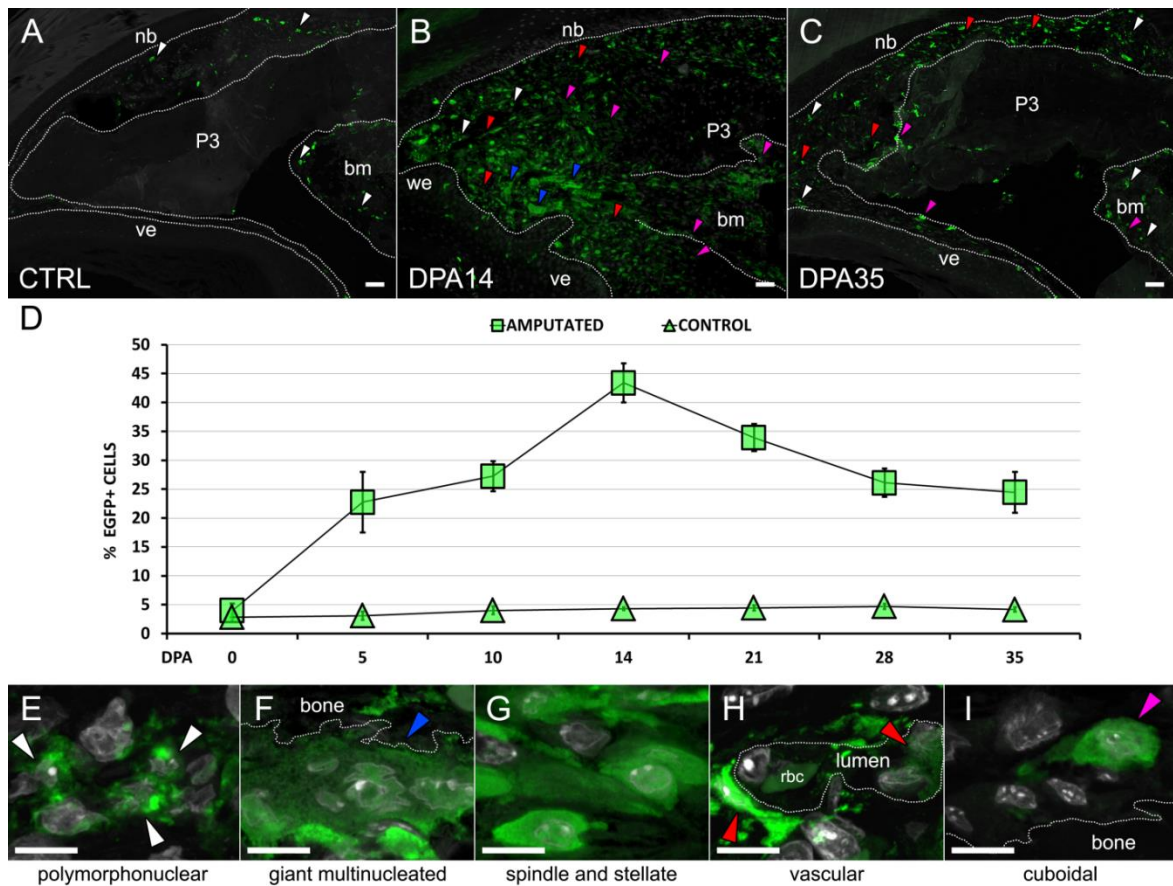 A
nb
P3
bm
ve
CTRL
B
nb
P3
we
bm
ve
DPA14
C
nb
P3
bm
ve
DPA35
D
AMPUTATED CONTROL
50
45
40
35
30
25
20
15
10
5
0
% EGFP+ CELLS
DPA 0 5 10 14 21 28 35
E
F
bone
G
H
lumen
rbc
I
bone
polymorphonuclear
giant multinucleated
spindle and stellate
vascular
cuboidal